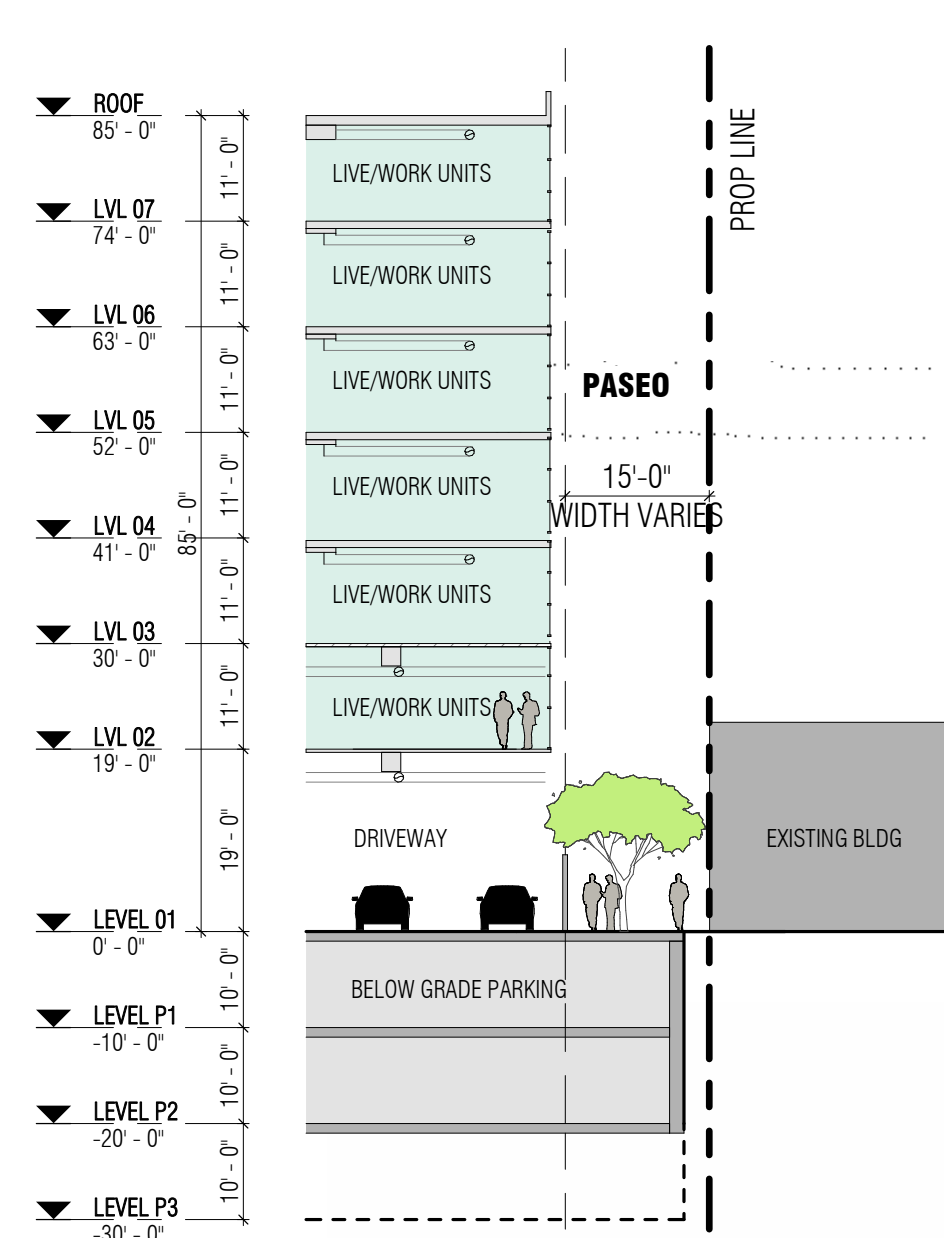 ROOF
85' - 0"
11' - 0"
LIVE/WORK UNITS
PROP LINE
LVL 07
74' - 0"
11' - 0"
LIVE/WORK UNITS
LVL 06
63' - 0"
11' - 0"
LIVE/WORK UNITS
PASEO
LVL 05
52' - 0"
11' - 0"
LIVE/WORK UNITS
15'-0"
WIDTH VARIES
85' - 0"
LVL 04
41' - 0"
11' - 0"
LIVE/WORK UNITS
LVL 03
30' - 0"
11' - 0"
LIVE/WORK UNITS
LVL 02
19' - 0"
19' - 0"
DRIVEWAY
EXISTING BLDG
LEVEL 01
0' - 0"
10' - 0"
BELOW GRADE PARKING
LEVEL P1
-10' - 0"
10' - 0"
LEVEL P2
-20' - 0"
10' - 0"
LEVEL P3
-30' - 0"